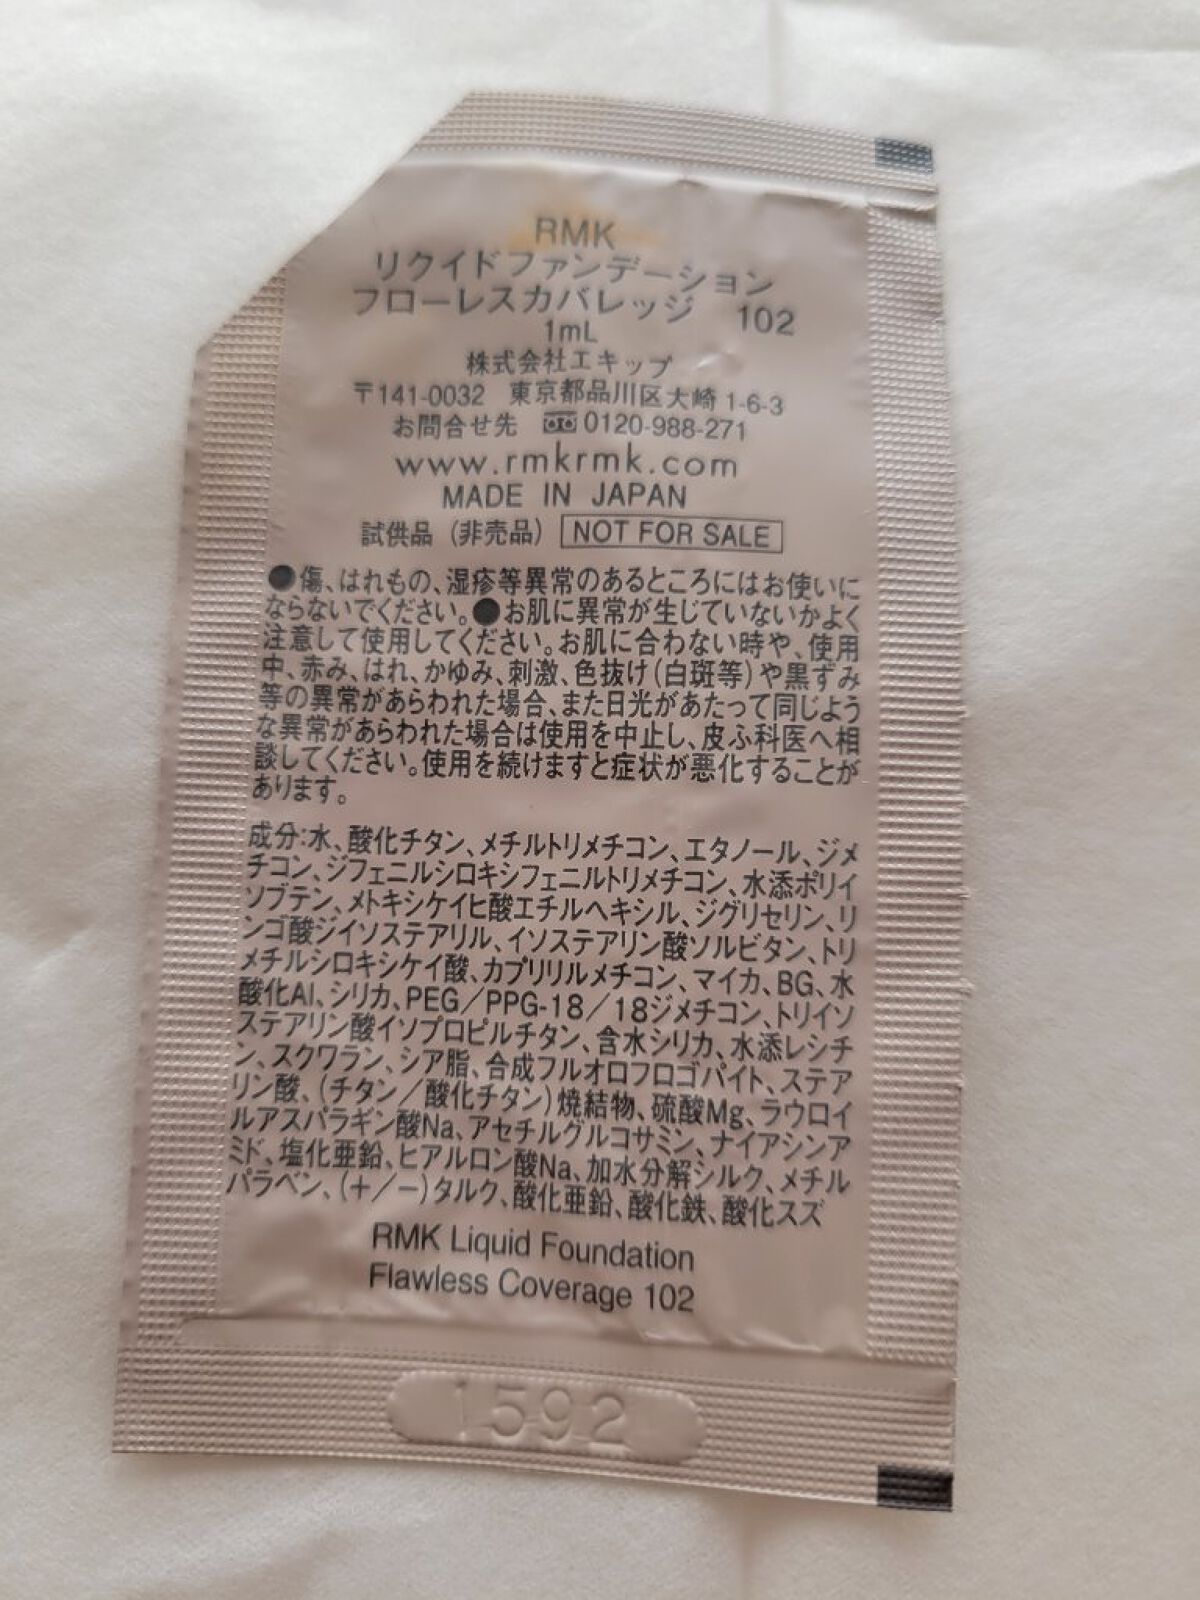 RMK
リクイドファンデーション
フローレスカバレッジ 102
1mL
株式会社エキップ
〒141-0032 東京都品川区大崎 1-6-3
お問合せ先 0120-988-271
www.rmkrmk.com
MADE IN JAPAN
試供品（非売品） NOT FOR SALE
●傷、はれもの、湿疹等異常のあるところにはお使いに
ならないでください。●お肌に異常が生じていないかよく
注意して使用してください。お肌に合わない時や、使用
中、赤み、はれ、かゆみ、刺激、色抜け（白斑等）や黒ずみ
等の異常があらわれた場合、また日光があたって同じよう
な異常があらわれた場合は使用を中止し、皮ふ科医へ相
談してください。使用を続けますと症状が悪化することが
あります。
成分：水、酸化チタン、メチルトリメチコン、エタノール、ジメ
チコン、ジフェニルシロキシフェニルトリメチコン、水添ポリイ
ソブテン、メトキシケイヒ酸エチルヘキシル、ジグリセリン、リ
ンゴ酸ジイソステアリル、イソステアリン酸ソルビタン、トリ
メチルシロキシケイ酸、カプリリルメチコン、マイカ、BG、水
酸化Al、シリカ、PEG／PPG-18／18ジメチコン、トリイソ
ステアリン酸イソプロピルチタン、含水シリカ、水添レシチ
ン、スクワラン、シア脂、合成フルオロフロゴパイト、ステア
リン酸、（チタン／酸化チタン）焼結物、硫酸Mg、ラウロイ
ルアスパラギン酸Na、アセチルグルコサミン、ナイアシンア
ミド、塩化亜鉛、ヒアルロン酸Na、加水分解シルク、メチル
パラベン、（＋／－）タルク、酸化亜鉛、酸化鉄、酸化スズ
RMK Liquid Foundation
Flawless Coverage 102
1592